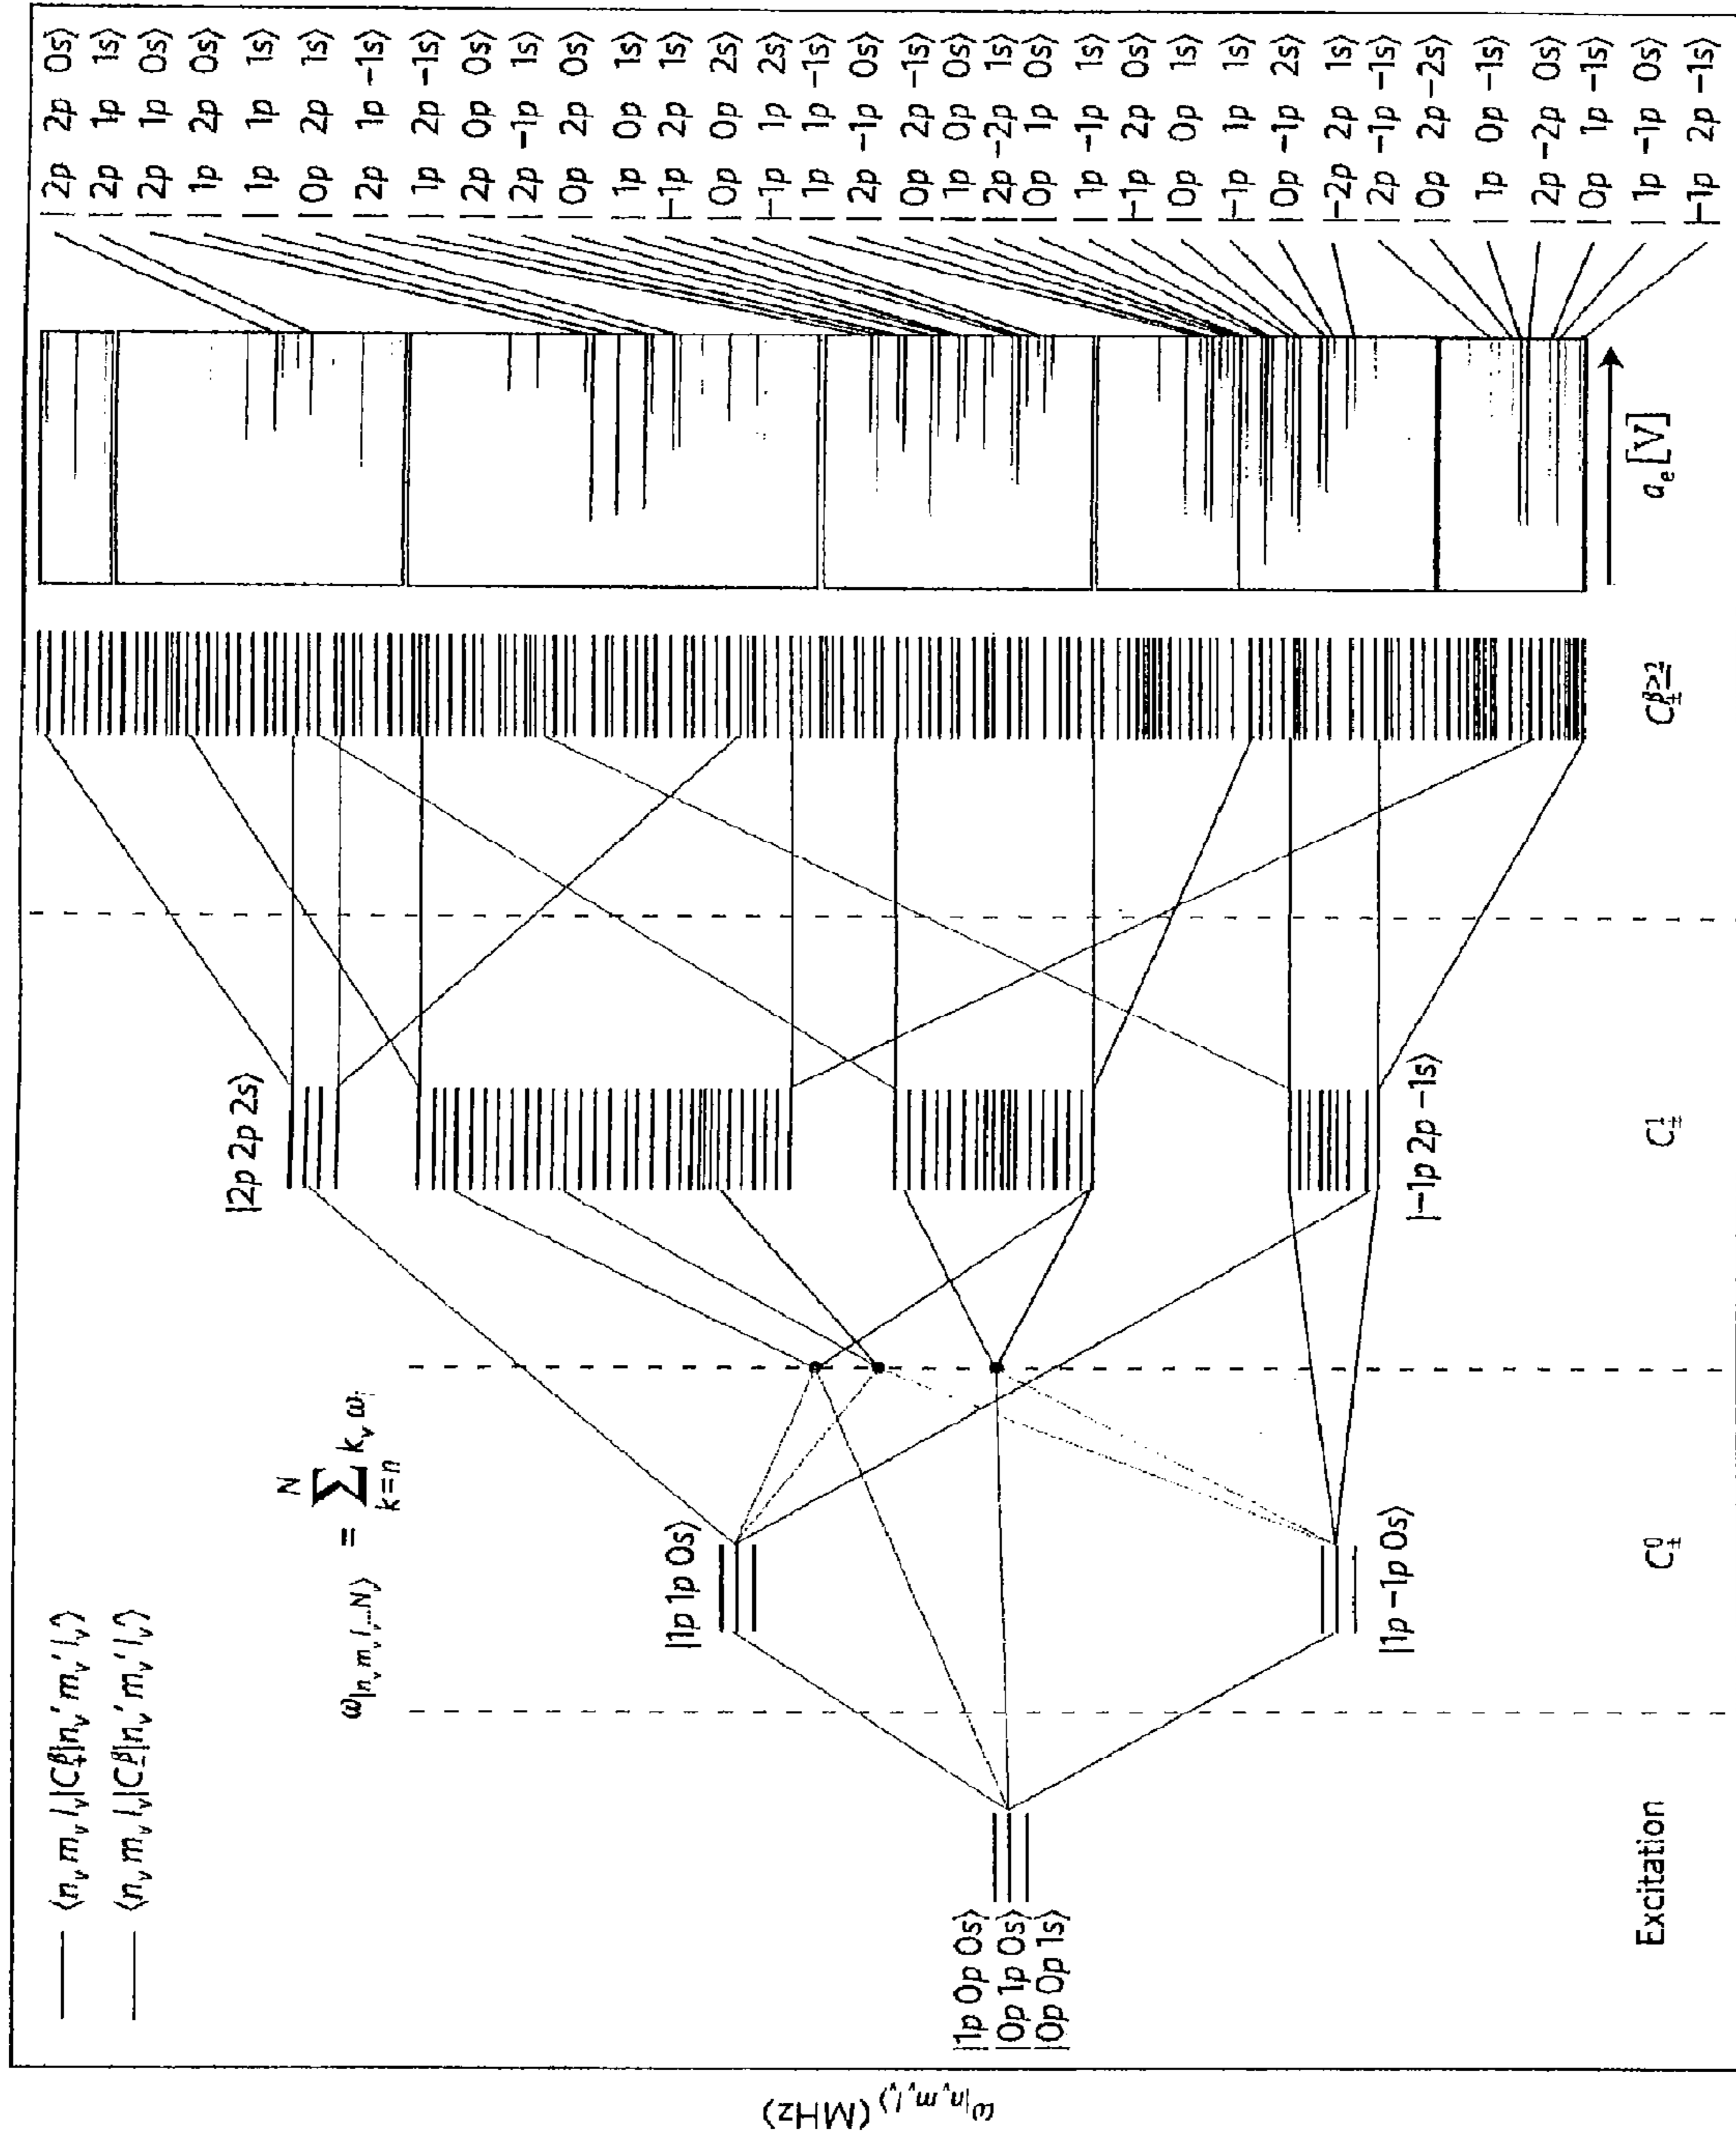 ⟨n_v m_v l_v|C_+^β|n_v′ m_v′ l_v⟩
⟨n_v m_v l_v|C_-^β|n_v′ m_v′ l_v⟩
ω_|n_v m_v l_v…N_v⟩ = ∑_{k=n}^{N} k_v ω_i
ω_|n_v m_v l_v⟩ (MHz)
|1p 0p 0s⟩
|0p 1p 0s⟩
|0p 0p 1s⟩
|1p 1p 0s⟩
|1p −1p 0s⟩
|2p 2p 2s⟩
|−1p 2p −1s⟩
Excitation
C_±^0
C_±^1
C_±^{β≥2}
a_e [V]
|2p 2p 0s⟩
|2p 1p 1s⟩
|2p 1p 0s⟩
|1p 2p 0s⟩
|1p 1p 1s⟩
|0p 2p 1s⟩
|2p 1p −1s⟩
|1p 2p −1s⟩
|2p 0p 0s⟩
|2p −1p 1s⟩
|0p 2p 0s⟩
|1p 0p 1s⟩
|−1p 2p 1s⟩
|0p 0p 2s⟩
|−1p 1p 2s⟩
|1p 1p −1s⟩
|2p −1p 0s⟩
|0p 2p −1s⟩
|1p 0p 0s⟩
|2p −2p 1s⟩
|0p 1p 0s⟩
|1p −1p 1s⟩
|−1p 2p 0s⟩
|0p 0p 1s⟩
|−1p 1p 1s⟩
|0p −1p 2s⟩
|−2p 2p 1s⟩
|2p −1p −1s⟩
|0p 2p −2s⟩
|1p 0p −1s⟩
|2p −2p 0s⟩
|0p 1p −1s⟩
|1p −1p 0s⟩
|−1p 2p −1s⟩